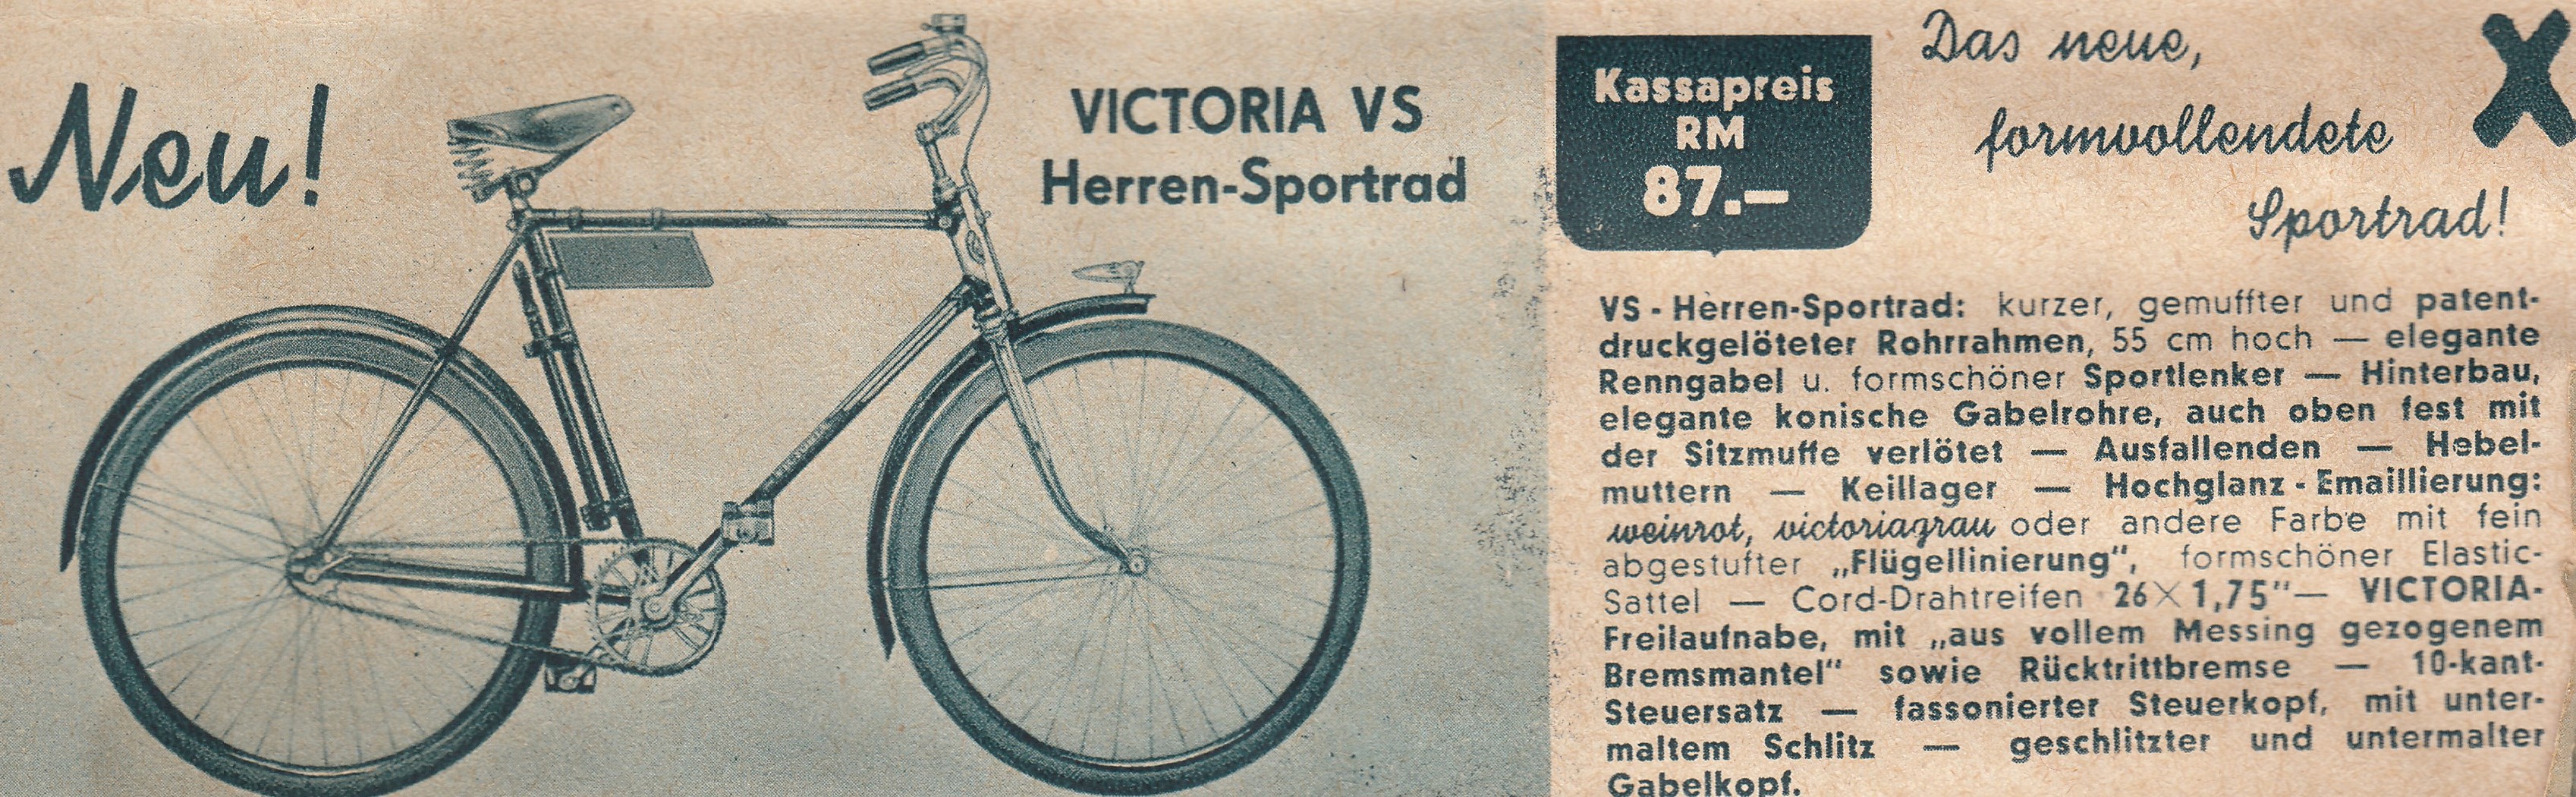 Neu!
VICTORIA VS
Herren-Sportrad
Kassapreis
RM
87.—
Das neue,
formvollendete
Sportrad!
VS - Herren-Sportrad: kurzer, gemuffter und patent-
druckgelöteter Rohrrahmen, 55 cm hoch — elegante
Renngabel u. formschöner Sportlenker — Hinterbau,
elegante konische Gabelrohre, auch oben fest mit
der Sitzmuffe verlötet — Ausfallenden — Hebel-
muttern — Keillager — Hochglanz - Emaillierung:
weinrot, victoriagrau oder andere Farbe mit fein
abgestufter „Flügellinierung“, formschöner Elastic-
Sattel — Cord-Drahtreifen 26×1,75“— VICTORIA-
Freilaufnabe, mit „aus vollem Messing gezogenem
Bremsmantel“ sowie Rücktrittbremse — 10-kant-
Steuersatz — fassonierter Steuerkopf, mit unter-
maltem Schlitz — geschlitzter und untermalter
Gabelkopf.